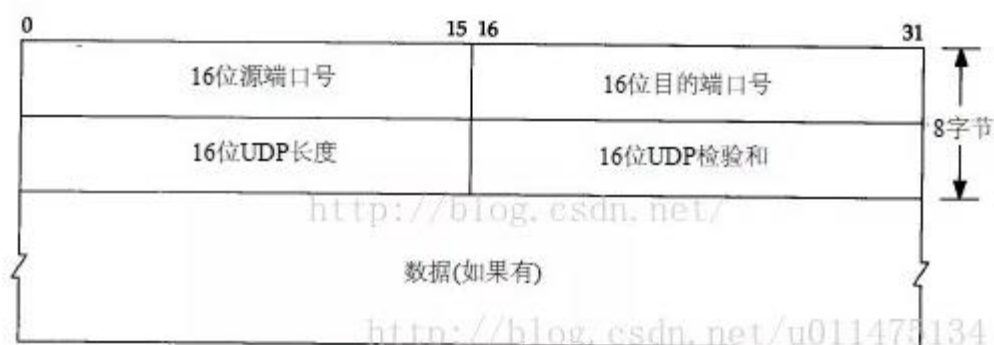 0 15 16 31
16位源端口号 16位目的端口号
8字节
16位UDP长度 16位UDP检验和
http://blog.csdn.net/
数据(如果有)
http://blog.csdn.net/u011475134